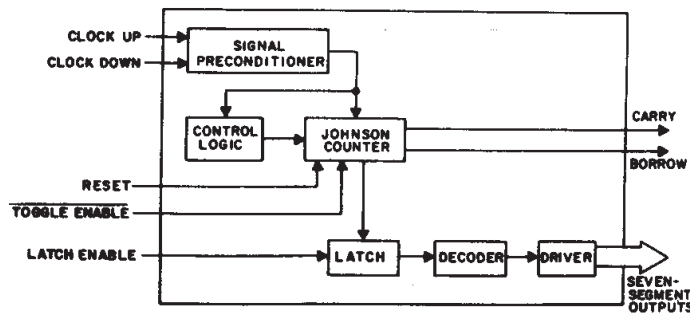 CLOCK UP
CLOCK DOWN
SIGNAL
PRECONDITIONER
CONTROL
LOGIC
JOHNSON
COUNTER
CARRY
BORROW
RESET
TOGGLE ENABLE
LATCH ENABLE
LATCH
DECODER
DRIVER
SEVEN-
SEGMENT
OUTPUTS